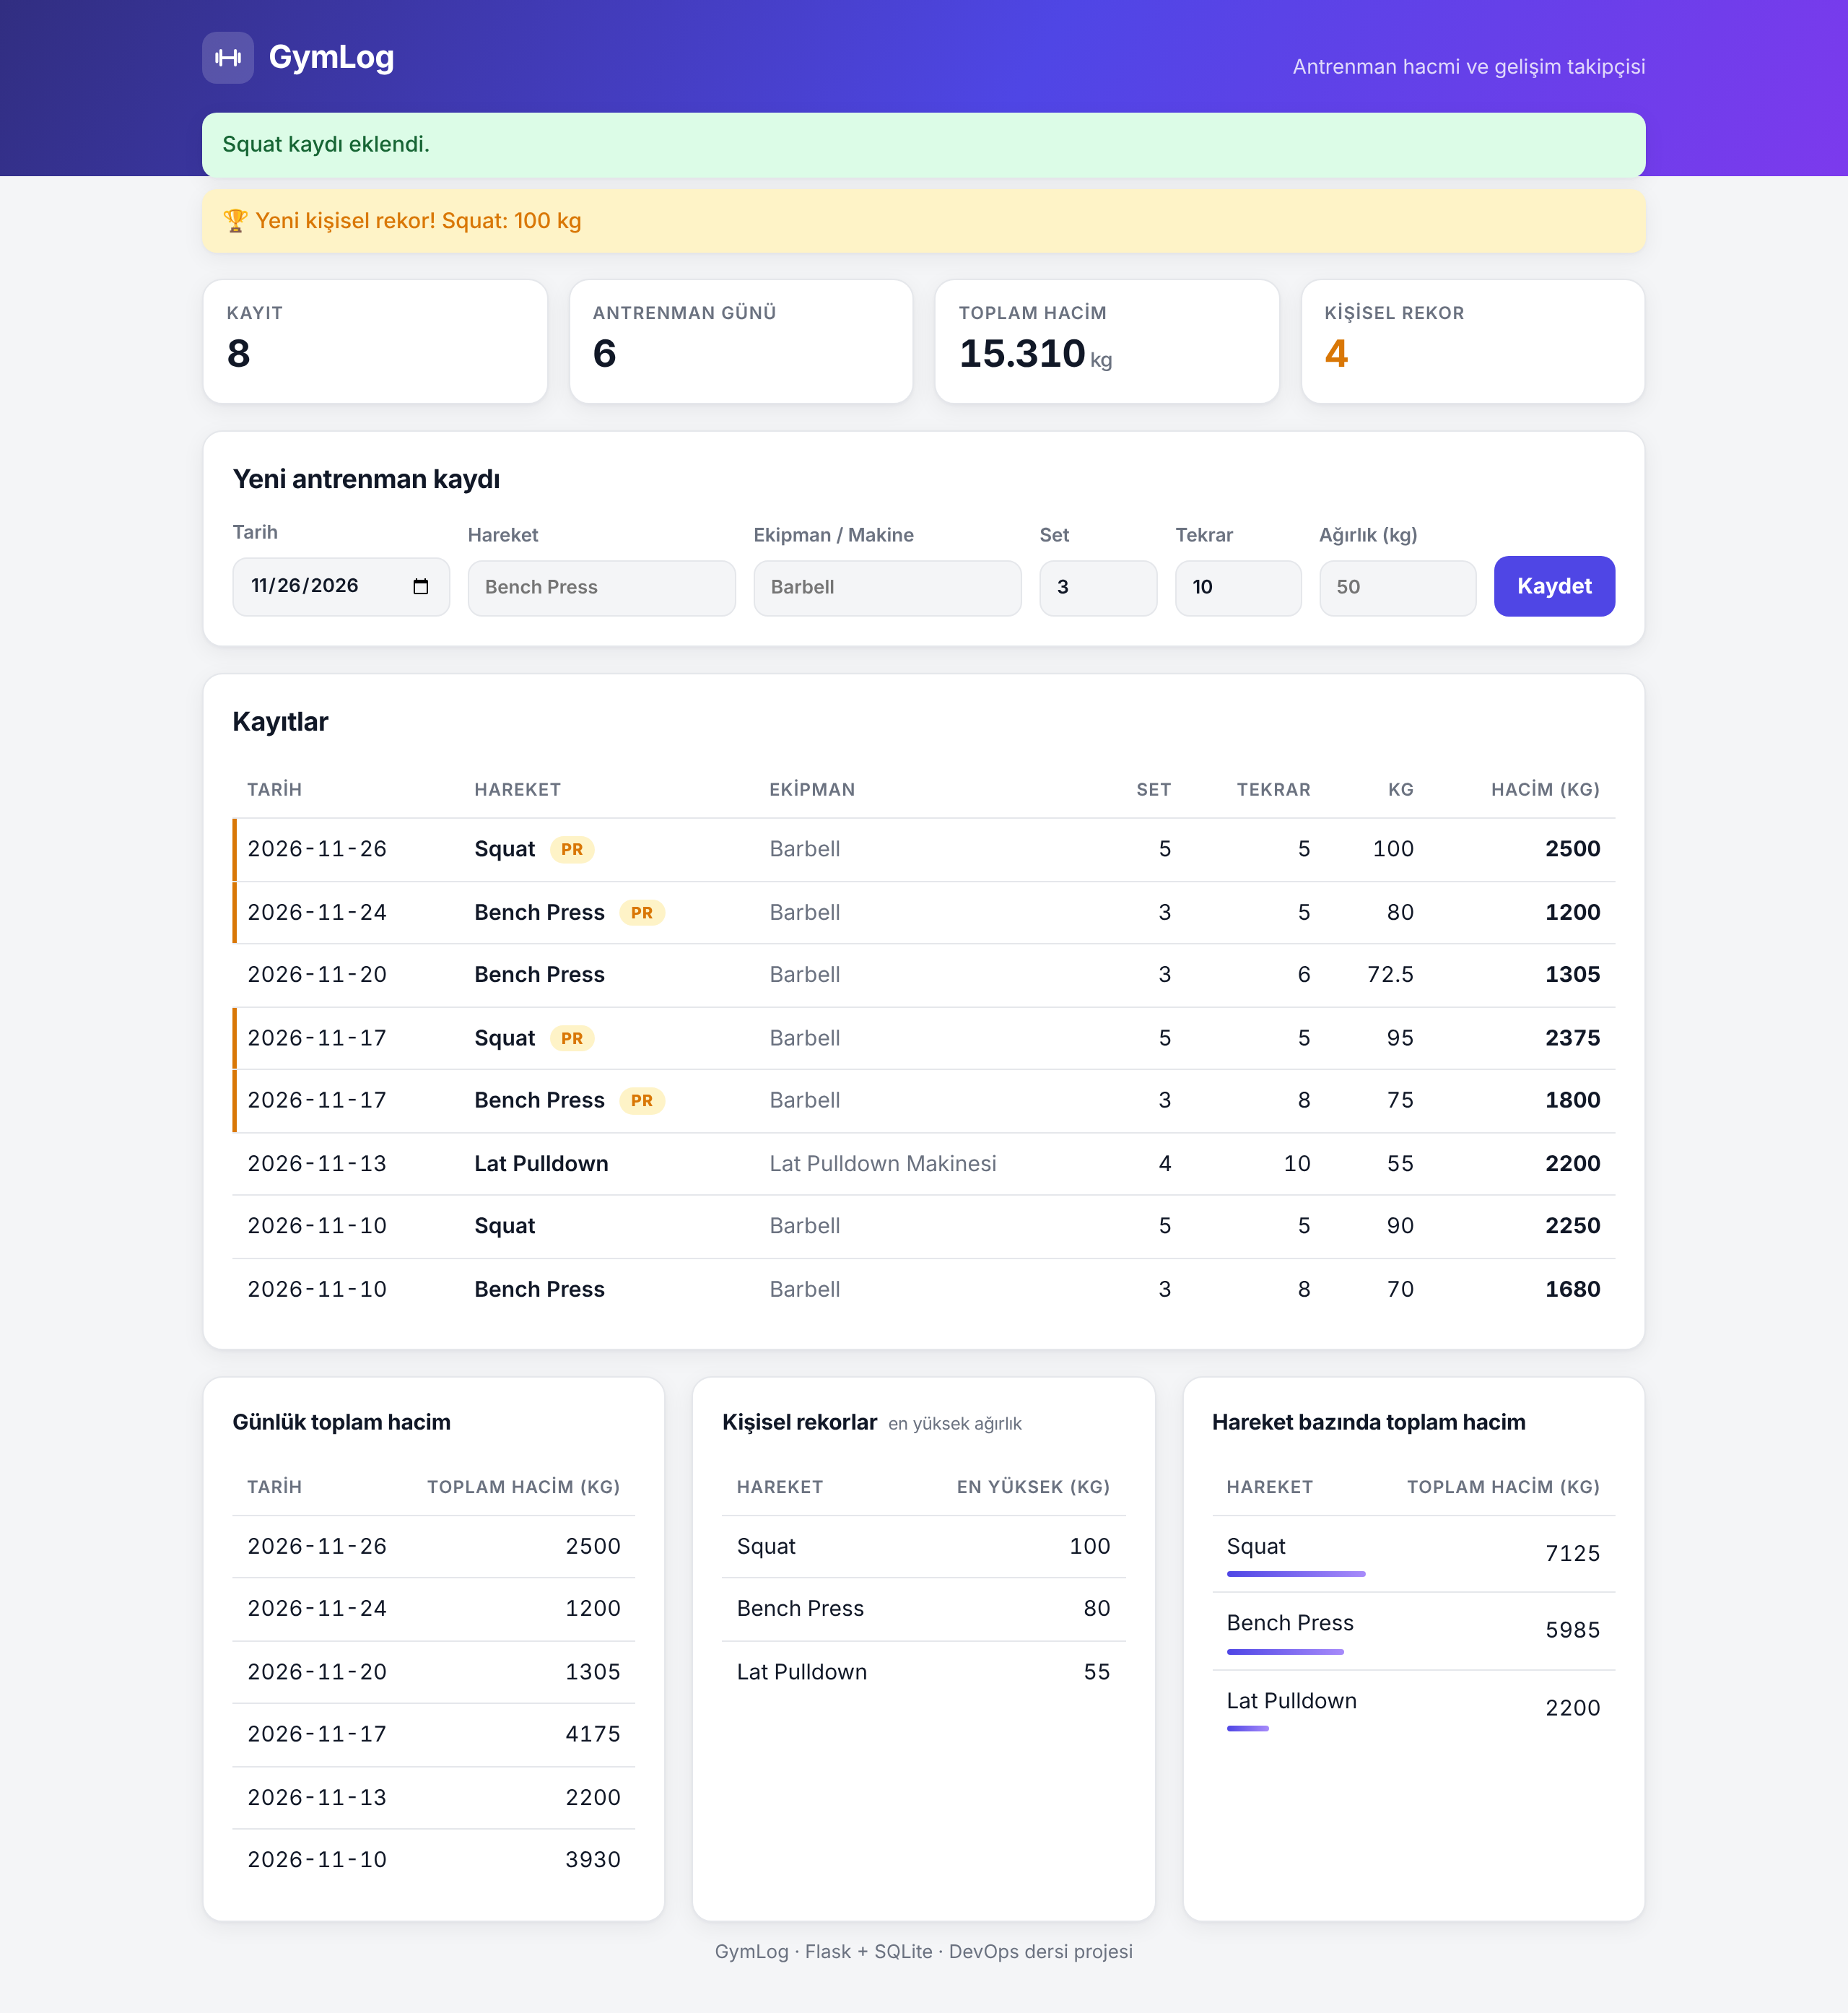 GymLog
Antrenman hacmi ve gelişim takipçisi
Squat kaydı eklendi.
🏆 Yeni kişisel rekor! Squat: 100 kg
KAYIT
8
ANTRENMAN GÜNÜ
6
TOPLAM HACİM
15.310 kg
KİŞİSEL REKOR
4
Yeni antrenman kaydı
Tarih Hareket Ekipman / Makine Set Tekrar Ağırlık (kg)
11/26/2026 Bench Press Barbell 3 10 50 Kaydet
Kayıtlar
TARİH HAREKET EKİPMAN SET TEKRAR KG HACİM (KG)
2026-11-26 Squat PR Barbell 5 5 100 2500
2026-11-24 Bench Press PR Barbell 3 5 80 1200
2026-11-20 Bench Press Barbell 3 6 72.5 1305
2026-11-17 Squat PR Barbell 5 5 95 2375
2026-11-17 Bench Press PR Barbell 3 8 75 1800
2026-11-13 Lat Pulldown Lat Pulldown Makinesi 4 10 55 2200
2026-11-10 Squat Barbell 5 5 90 2250
2026-11-10 Bench Press Barbell 3 8 70 1680
Günlük toplam hacim
TARİH TOPLAM HACİM (KG)
2026-11-26 2500
2026-11-24 1200
2026-11-20 1305
2026-11-17 4175
2026-11-13 2200
2026-11-10 3930
Kişisel rekorlar en yüksek ağırlık
HAREKET EN YÜKSEK (KG)
Squat 100
Bench Press 80
Lat Pulldown 55
Hareket bazında toplam hacim
HAREKET TOPLAM HACİM (KG)
Squat 7125
Bench Press 5985
Lat Pulldown 2200
GymLog · Flask + SQLite · DevOps dersi projesi